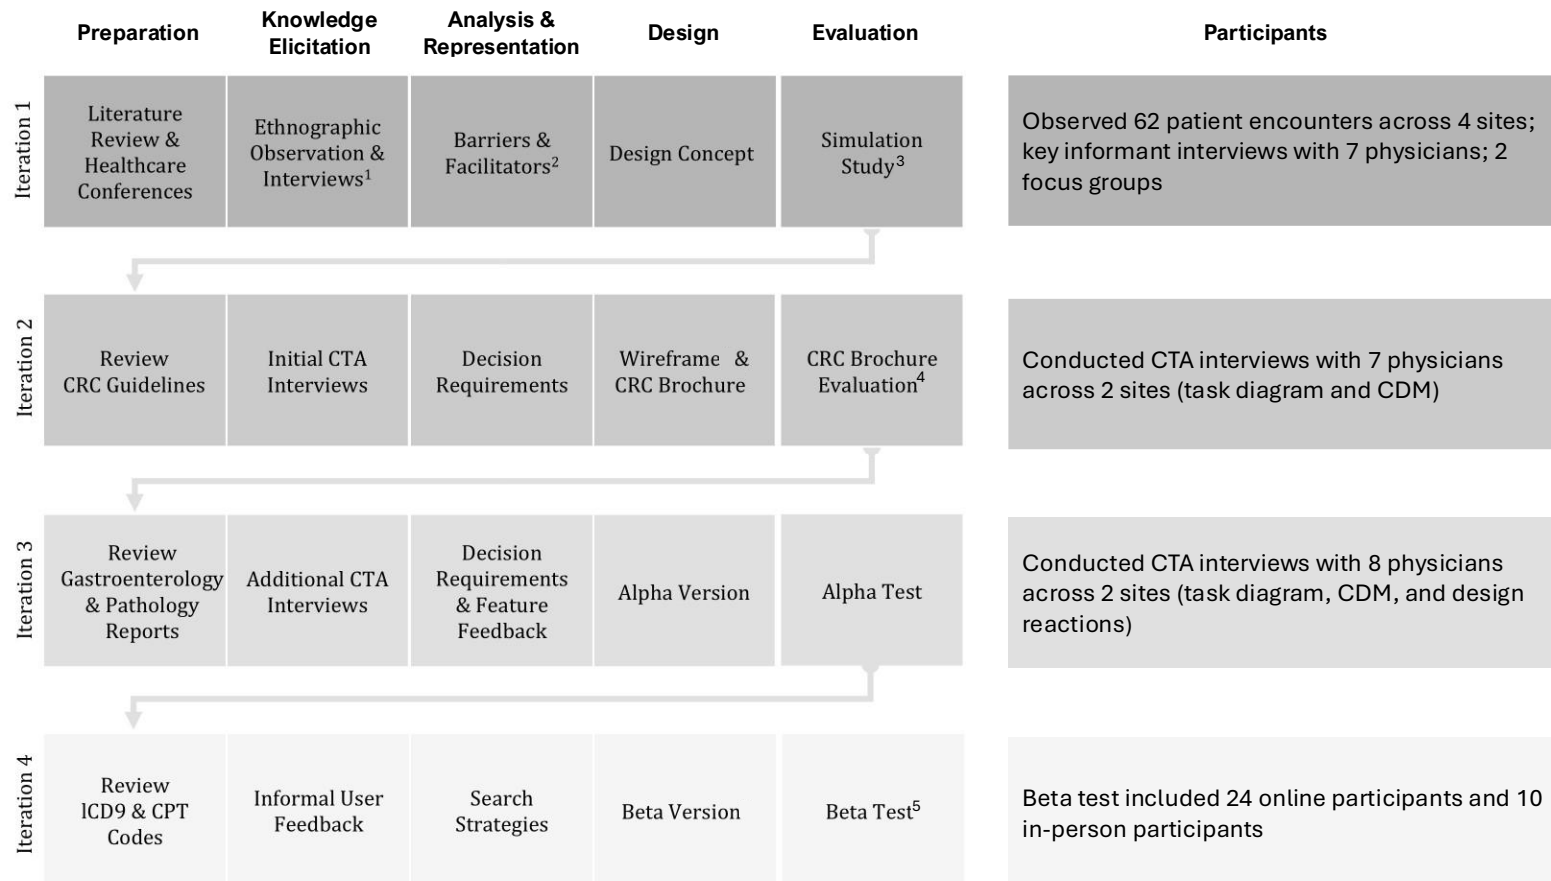 Preparation
Knowledge
Elicitation
Analysis &
Representation
Design
Evaluation
Participants
Iteration 1
Literature
Review &
Healthcare
Conferences
Ethnographic
Observation &
Interviews1
Barriers &
Facilitators2
Design Concept
Simulation
Study3
Observed 62 patient encounters across 4 sites;
key informant interviews with 7 physicians; 2
focus groups
Iteration 2
Review
CRC Guidelines
Initial CTA
Interviews
Decision
Requirements
Wireframe &
CRC Brochure
CRC Brochure
Evaluation4
Conducted CTA interviews with 7 physicians
across 2 sites (task diagram and CDM)
Iteration 3
Review
Gastroenterology
& Pathology
Reports
Additional CTA
Interviews
Decision
Requirements
& Feature
Feedback
Alpha Version
Alpha Test
Conducted CTA interviews with 8 physicians
across 2 sites (task diagram, CDM, and design
reactions)
Iteration 4
Review
lCD9 & CPT
Codes
Informal User
Feedback
Search
Strategies
Beta Version
Beta Test5
Beta test included 24 online participants and 10
in-person participants